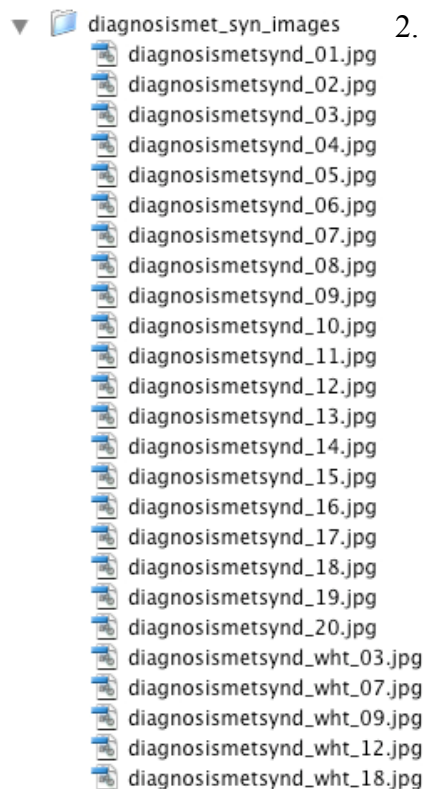 diagnosismet_syn_images 2.
diagnosismetsynd_01.jpg
diagnosismetsynd_02.jpg
diagnosismetsynd_03.jpg
diagnosismetsynd_04.jpg
diagnosismetsynd_05.jpg
diagnosismetsynd_06.jpg
diagnosismetsynd_07.jpg
diagnosismetsynd_08.jpg
diagnosismetsynd_09.jpg
diagnosismetsynd_10.jpg
diagnosismetsynd_11.jpg
diagnosismetsynd_12.jpg
diagnosismetsynd_13.jpg
diagnosismetsynd_14.jpg
diagnosismetsynd_15.jpg
diagnosismetsynd_16.jpg
diagnosismetsynd_17.jpg
diagnosismetsynd_18.jpg
diagnosismetsynd_19.jpg
diagnosismetsynd_20.jpg
diagnosismetsynd_wht_03.jpg
diagnosismetsynd_wht_07.jpg
diagnosismetsynd_wht_09.jpg
diagnosismetsynd_wht_12.jpg
diagnosismetsynd_wht_18.jpg